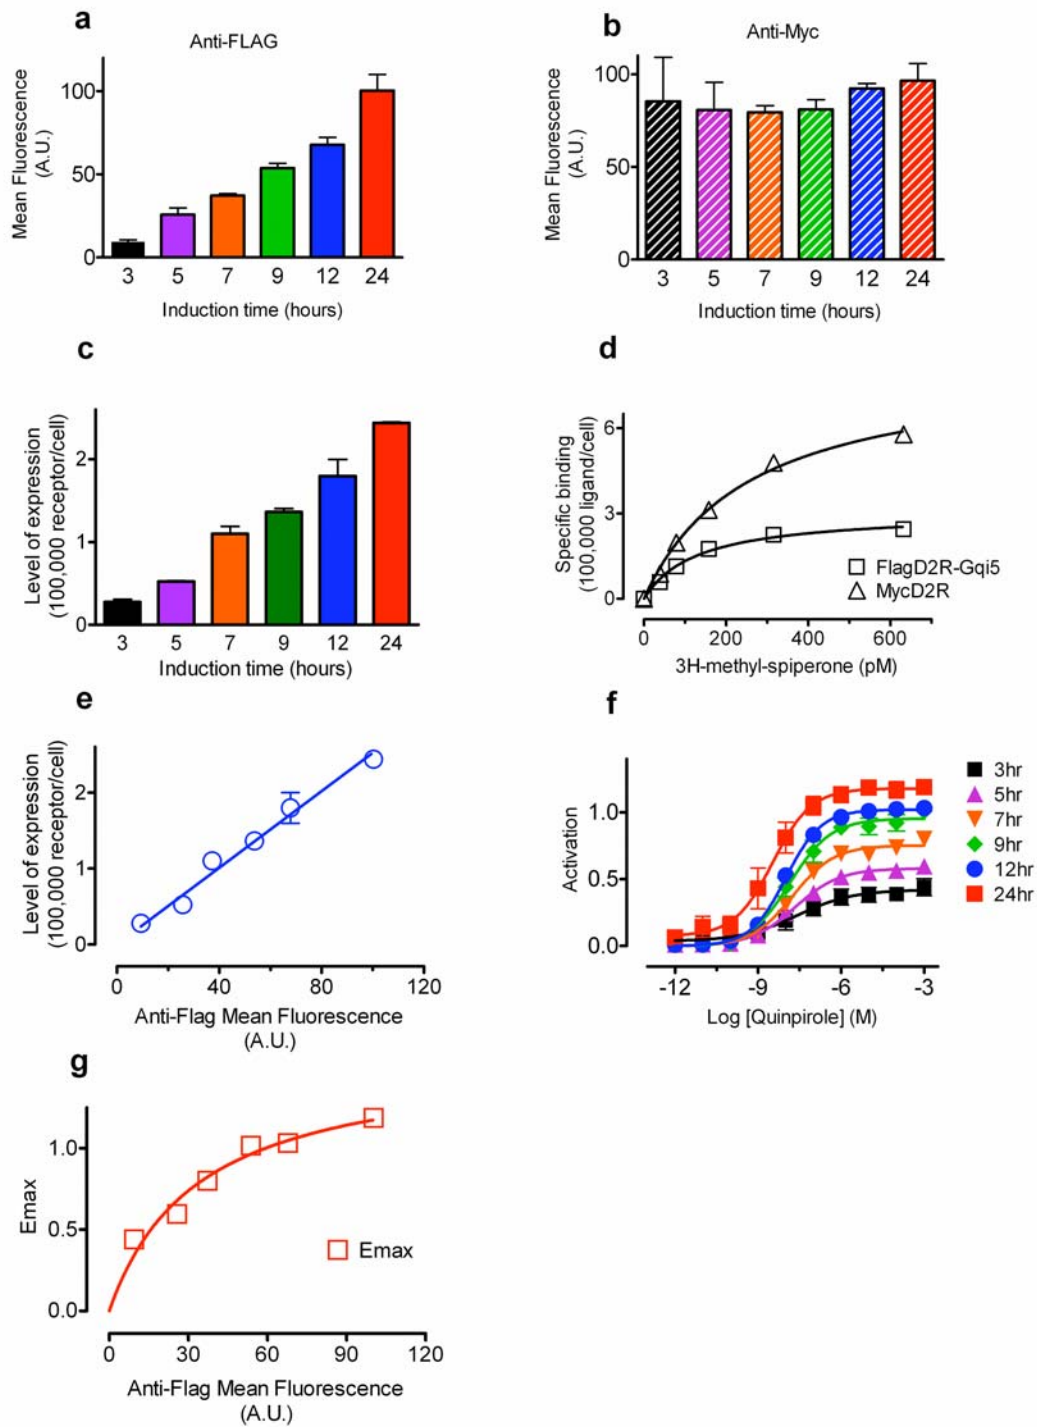 a
Anti-FLAG
Mean Fluorescence
(A.U.)
100
50
0
3 5 7 9 12 24
Induction time (hours)
b
Anti-Myc
Mean Fluorescence
(A.U.)
100
50
0
3 5 7 9 12 24
Induction time (hours)
c
Level of expression
(100,000 receptor/cell)
2
1
0
3 5 7 9 12 24
Induction time (hours)
d
Specific binding
(100,000 ligand/cell)
6
3
0
FlagD2R-Gqi5
MycD2R
0 200 400 600
3H-methyl-spiperone (pM)
e
Level of expression
(100,000 receptor/cell)
2
1
0
0 40 80 120
Anti-Flag Mean Fluorescence
(A.U.)
f
Activation
1.0
0.5
0.0
-12 -9 -6 -3
Log [Quinpirole] (M)
3hr
5hr
7hr
9hr
12hr
24hr
g
Emax
1.0
0.5
0.0
Emax
0 30 60 90 120
Anti-Flag Mean Fluorescence
(A.U.)